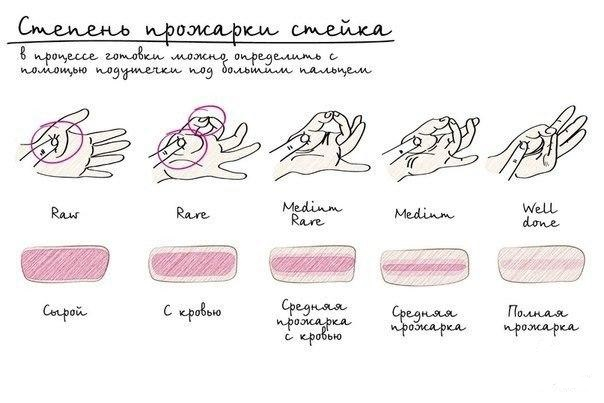 Степень прожарки стейка
в процессе готовки можно определить с
помощью подушечки под большим пальцем
Raw
Rare
Medium
Rare
Medium
Well
done
Сырой
С кровью
Средняя
прожарка
с кровью
Средняя
прожарка
Полная
прожарка